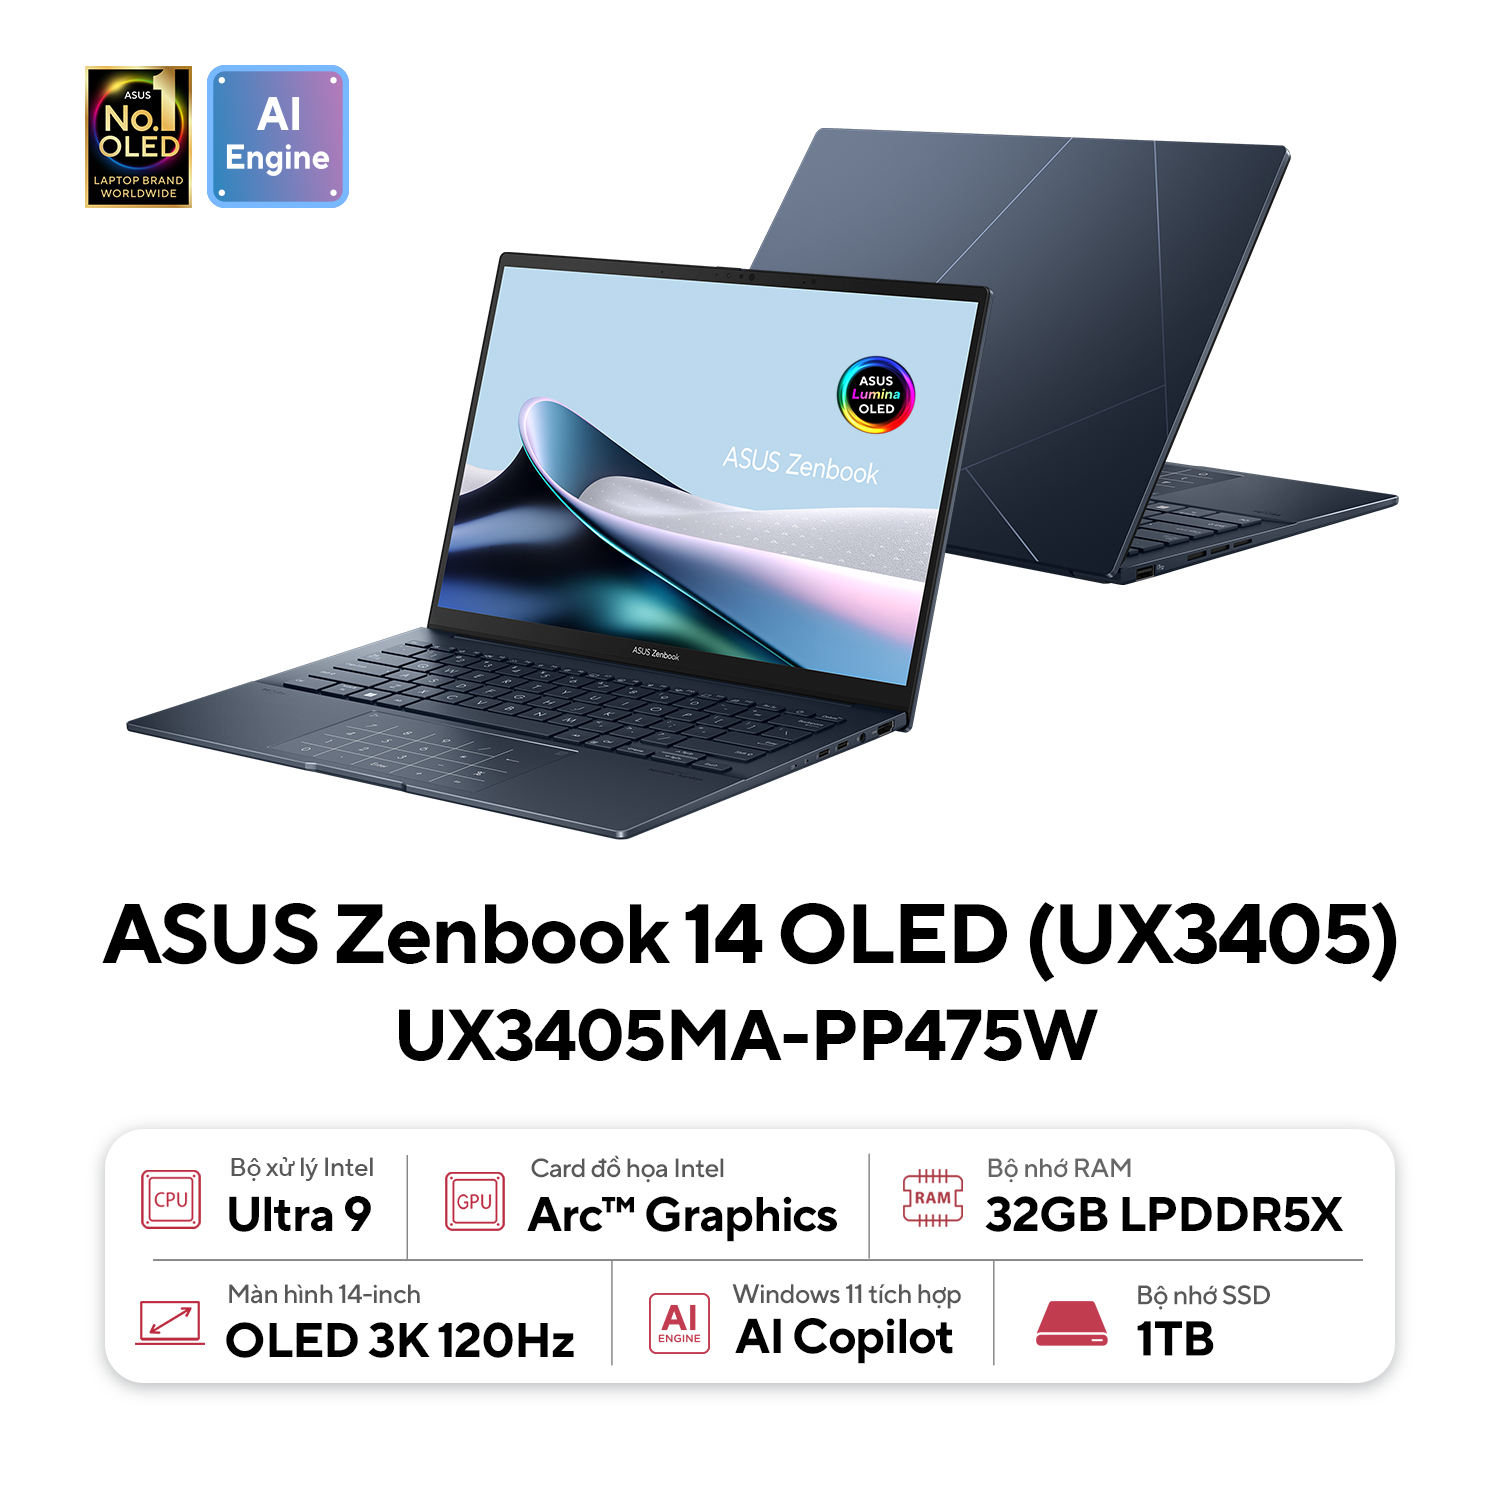 ASUS
No.1
OLED
LAPTOP BRAND
WORLDWIDE
AI
Engine
ASUS
Lumina
OLED
ASUS Zenbook
ASUS Zenbook
ASUS Zenbook 14 OLED (UX3405)
UX3405MA-PP475W
CPU
Bộ xử lý Intel
Ultra 9
GPU
Card đồ họa Intel
Arc™ Graphics
RAM
Bộ nhớ RAM
32GB LPDDR5X
Màn hình 14-inch
OLED 3K 120Hz
AI
ENGINE
Windows 11 tích hợp
AI Copilot
Bộ nhớ SSD
1TB